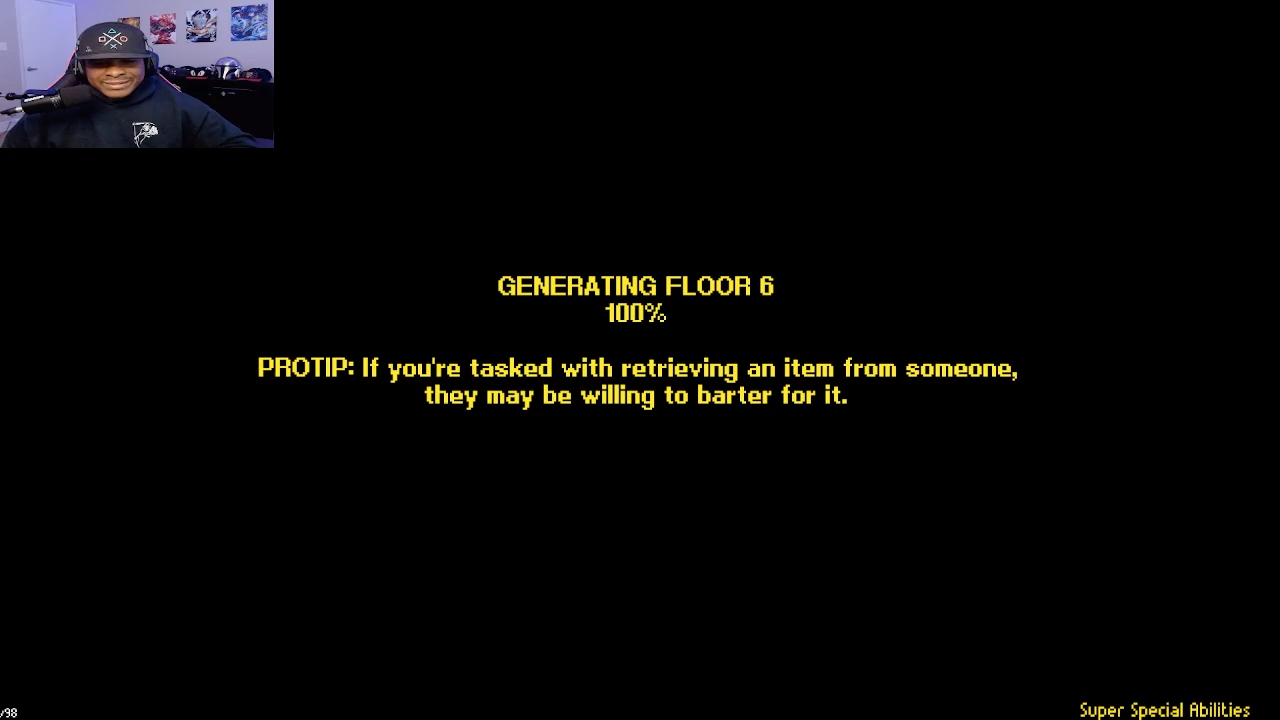 GENERATING FLOOR 6
100%
PROTIP: If you're tasked with retrieving an item from someone,
they may be willing to barter for it.
/98
Super Special Abilities